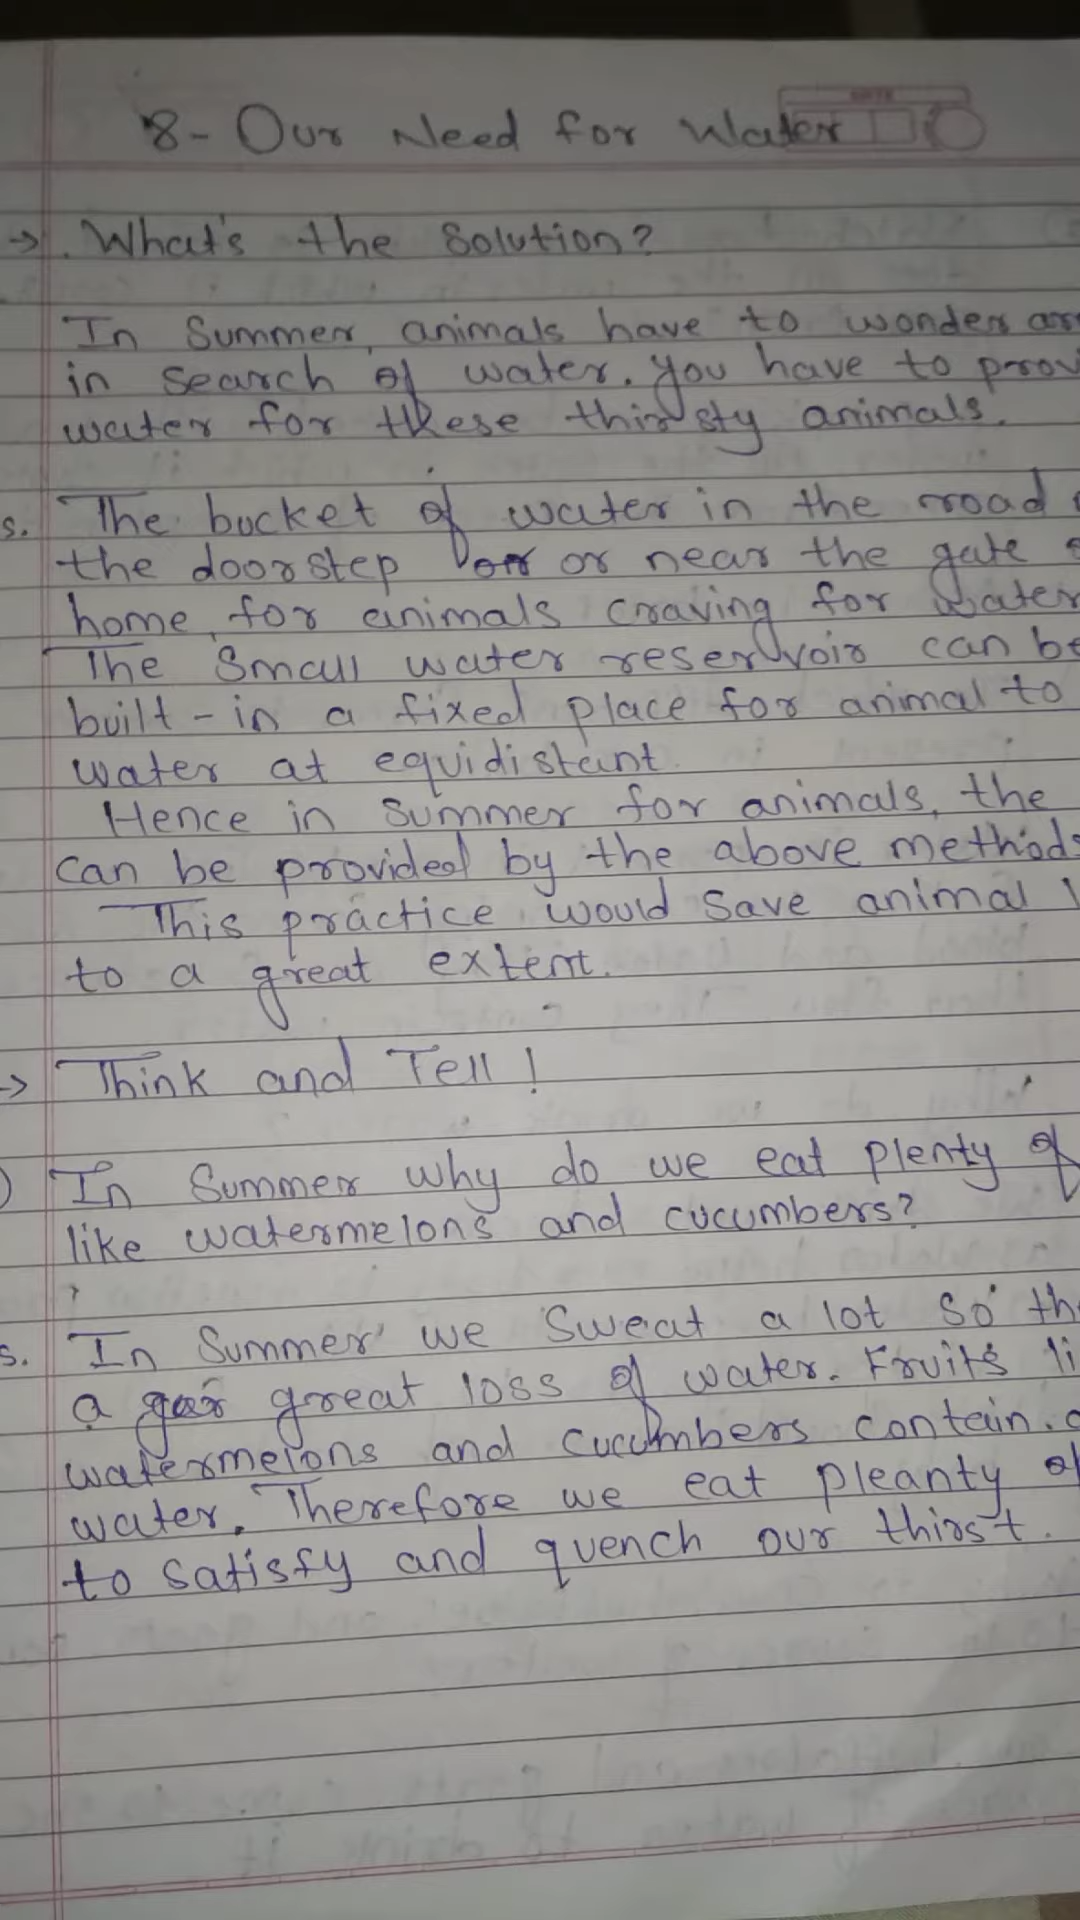 8- Our Need for Water
→. What's the Solution?
In Summer, animals have to wonder
in search of water. You have to
water for these thirsty animals.
s. The bucket of water in the road
the doorstep or near the gate
home, for animals craving for water
The Small water reservoir can be
built - in a fixed place for animal to
water at equidistant.
Hence in summer for animals, the
can be provided by the above methods
This practice would save animal
to a great extent.
→ Think and Tell!
) In Summer why do we eat plenty of
like watermelons and cucumbers?
s. In Summer we sweat a lot so
a great loss of water. Fruits
watermelons and cucumbers contain.
water. Therefore we eat pleanty of
to satisfy and quench our thirst.